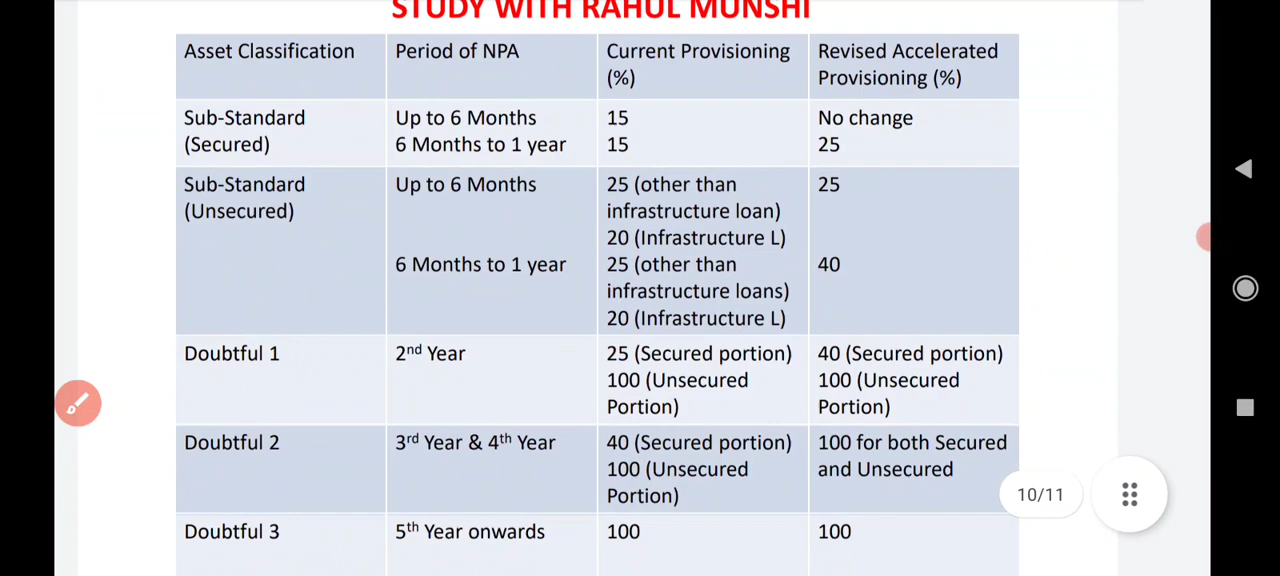 STUDY WITH RAHUL MUNSHI
Asset Classification
Period of NPA
Current Provisioning
(%)
Revised Accelerated
Provisioning (%)
Sub-Standard
(Secured)
Up to 6 Months
6 Months to 1 year
15
15
No change
25
Sub-Standard
(Unsecured)
Up to 6 Months
6 Months to 1 year
25 (other than
infrastructure loan)
20 (Infrastructure L)
25 (other than
infrastructure loans)
20 (Infrastructure L)
25
40
Doubtful 1
2nd Year
25 (Secured portion)
100 (Unsecured
Portion)
40 (Secured portion)
100 (Unsecured
Portion)
Doubtful 2
3rd Year & 4th Year
40 (Secured portion)
100 (Unsecured
Portion)
100 for both Secured
and Unsecured
Doubtful 3
5th Year onwards
100
100
10/11